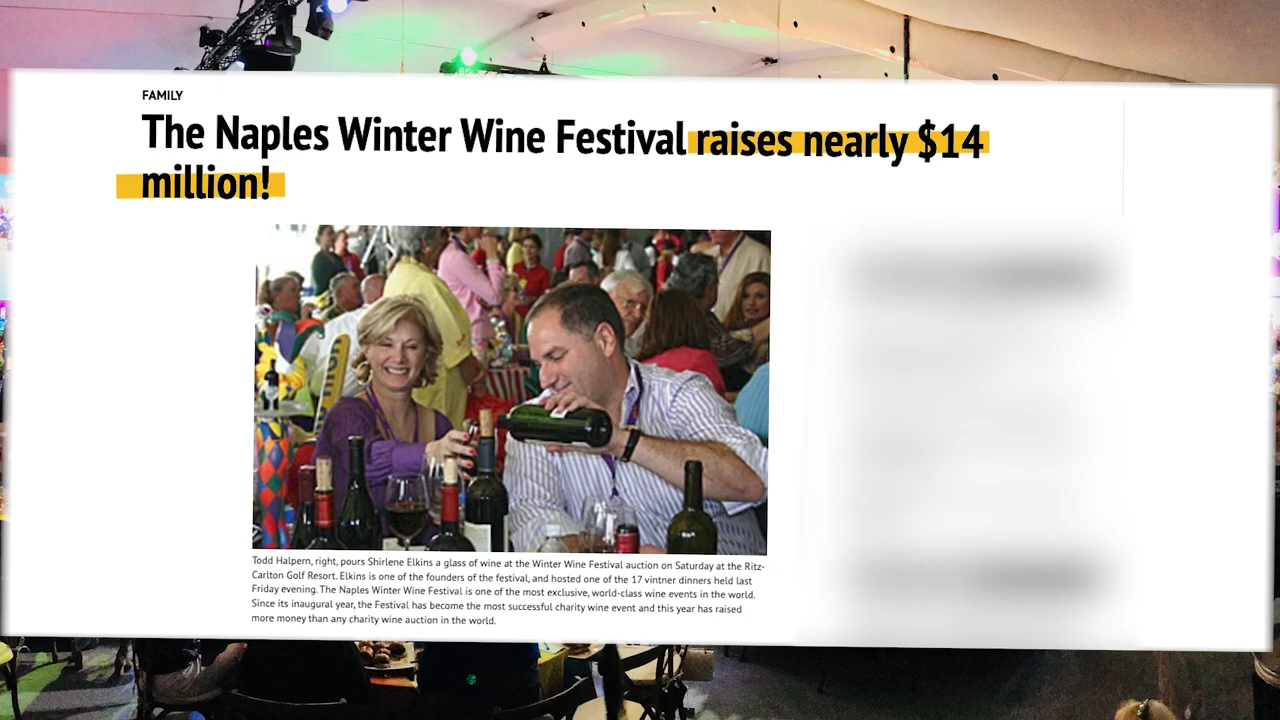 FAMILY
The Naples Winter Wine Festival raises nearly $14
million!
Todd Halpern, right, pours Shirlene Elkins a glass of wine at the Winter Wine Festival auction on Saturday at the Ritz-
Carlton Golf Resort. Elkins is one of the founders of the festival, and hosted one of the 17 vintner dinners held last
Friday evening. The Naples Winter Wine Festival is one of the most exclusive, world-class wine events in the world.
Since its inaugural year, the Festival has become the most successful charity wine event and this year has raised
more money than any charity wine auction in the world.